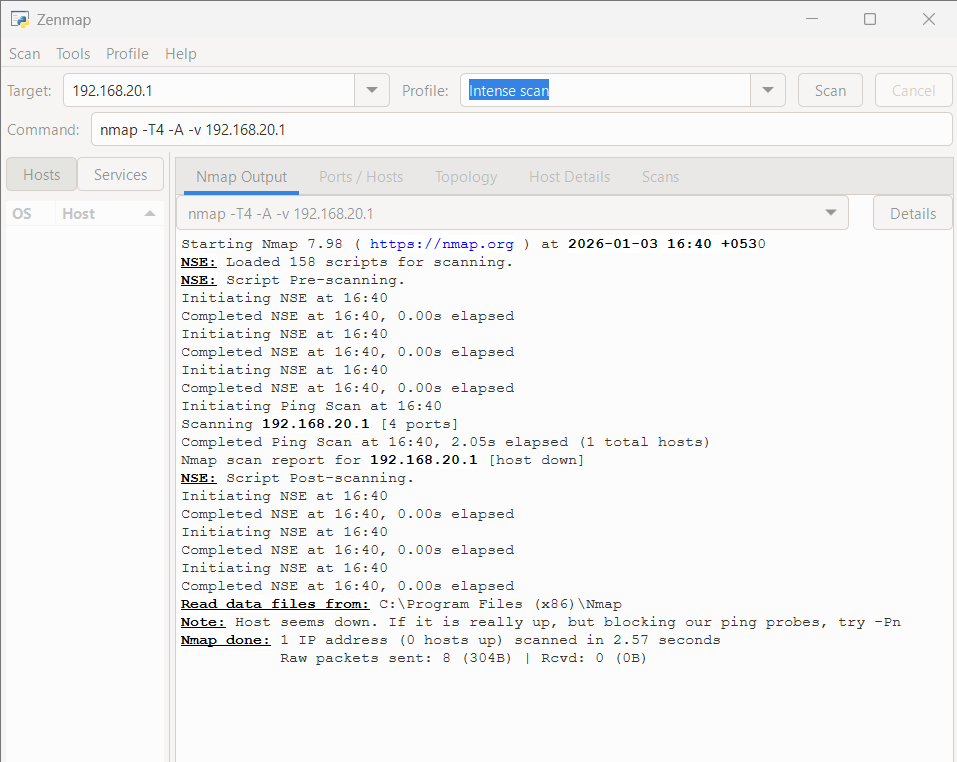 Zenmap
Scan Tools Profile Help
Target: 192.168.20.1 Profile: Intense scan Scan Cancel
Command: nmap -T4 -A -v 192.168.20.1
Hosts Services
OS Host
Nmap Output Ports / Hosts Topology Host Details Scans
nmap -T4 -A -v 192.168.20.1 Details
Starting Nmap 7.98 ( https://nmap.org ) at 2026-01-03 16:40 +0530
NSE: Loaded 158 scripts for scanning.
NSE: Script Pre-scanning.
Initiating NSE at 16:40
Completed NSE at 16:40, 0.00s elapsed
Initiating NSE at 16:40
Completed NSE at 16:40, 0.00s elapsed
Initiating NSE at 16:40
Completed NSE at 16:40, 0.00s elapsed
Initiating Ping Scan at 16:40
Scanning 192.168.20.1 [4 ports]
Completed Ping Scan at 16:40, 2.05s elapsed (1 total hosts)
Nmap scan report for 192.168.20.1 [host down]
NSE: Script Post-scanning.
Initiating NSE at 16:40
Completed NSE at 16:40, 0.00s elapsed
Initiating NSE at 16:40
Completed NSE at 16:40, 0.00s elapsed
Initiating NSE at 16:40
Completed NSE at 16:40, 0.00s elapsed
Read data files from: C:\Program Files (x86)\Nmap
Note: Host seems down. If it is really up, but blocking our ping probes, try -Pn
Nmap done: 1 IP address (0 hosts up) scanned in 2.57 seconds
Raw packets sent: 8 (304B) | Rcvd: 0 (0B)